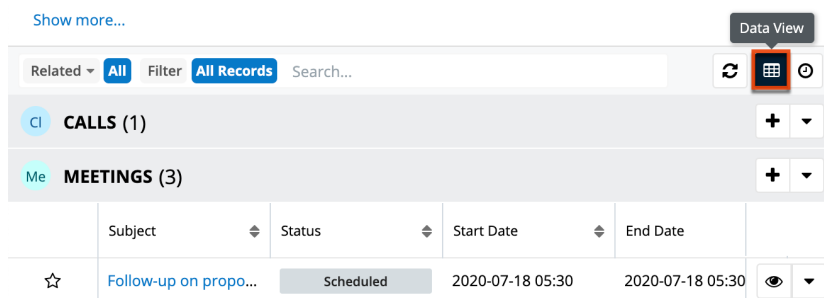 Show more...
Data View
Related All Filter All Records Search...
Cl CALLS (1)
Me MEETINGS (3)
Subject Status Start Date End Date
Follow-up on propo... Scheduled 2020-07-18 05:30 2020-07-18 05:30